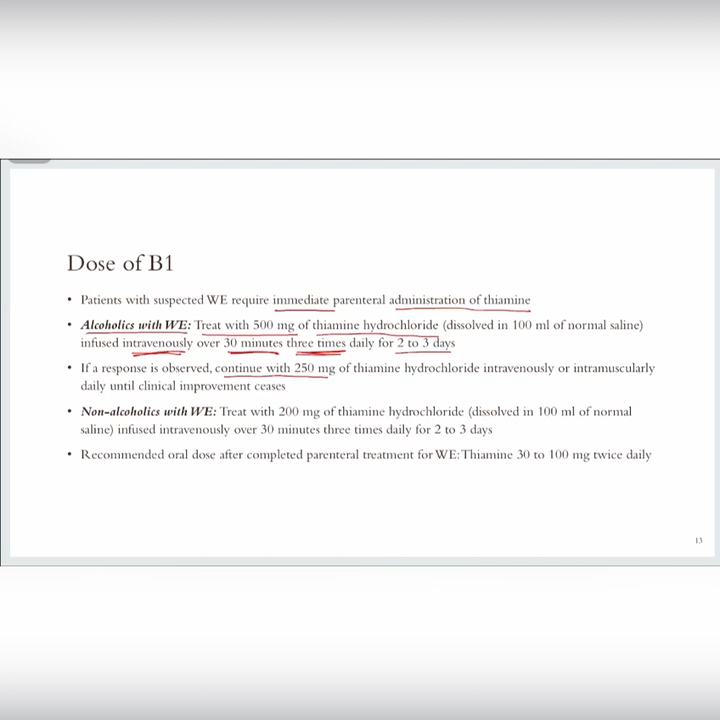 Dose of B1
• Patients with suspected WE require immediate parenteral administration of thiamine
• Alcoholics with WE: Treat with 500 mg of thiamine hydrochloride (dissolved in 100 ml of normal saline)
infused intravenously over 30 minutes three times daily for 2 to 3 days
• If a response is observed, continue with 250 mg of thiamine hydrochloride intravenously or intramuscularly
daily until clinical improvement ceases
• Non-alcoholics with WE: Treat with 200 mg of thiamine hydrochloride (dissolved in 100 ml of normal
saline) infused intravenously over 30 minutes three times daily for 2 to 3 days
• Recommended oral dose after completed parenteral treatment for WE: Thiamine 30 to 100 mg twice daily
13